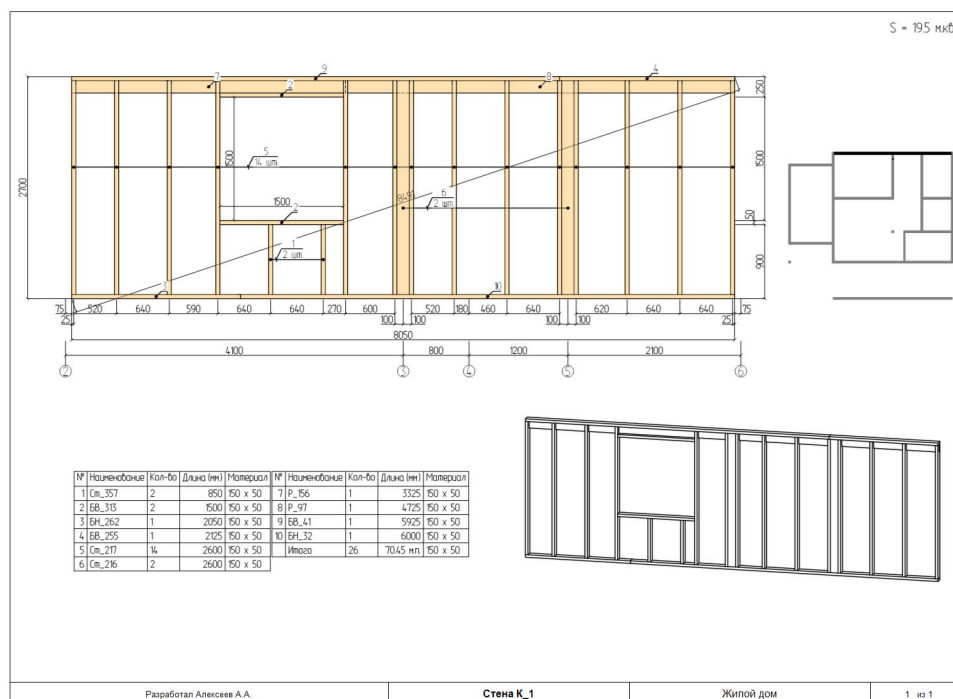 S = 19.5 м.кв
7
9
2
8
4
250
5
14 шт.
1500
1500
2700
8491
6
2 шт.
1500
2
50
1
2 шт.
900
3
10
75 520 640 590 640 640 270 600 520 180 460 640 620 640 640 75
25 100 100 100 100 25
8050
4100 800 1200 2100
2 3 4 5 6
№ Наименование Кол-во Длина (мм) Материал № Наименование Кол-во Длина (мм) Материал
1 Ст_357 2 850 150 x 50 7 Р_156 1 3325 150 x 50
2 БВ_313 2 1500 150 x 50 8 Р_97 1 4725 150 x 50
3 БН_262 1 2050 150 x 50 9 БВ_41 1 5925 150 x 50
4 БВ_255 1 2125 150 x 50 10 БН_32 1 6000 150 x 50
5 Ст_217 14 2600 150 x 50 Итого 26 70.45 м.п. 150 x 50
6 Ст_216 2 2600 150 x 50
Разработал Алексеев А.А. Стена К_1 Жилой дом 1 из 1